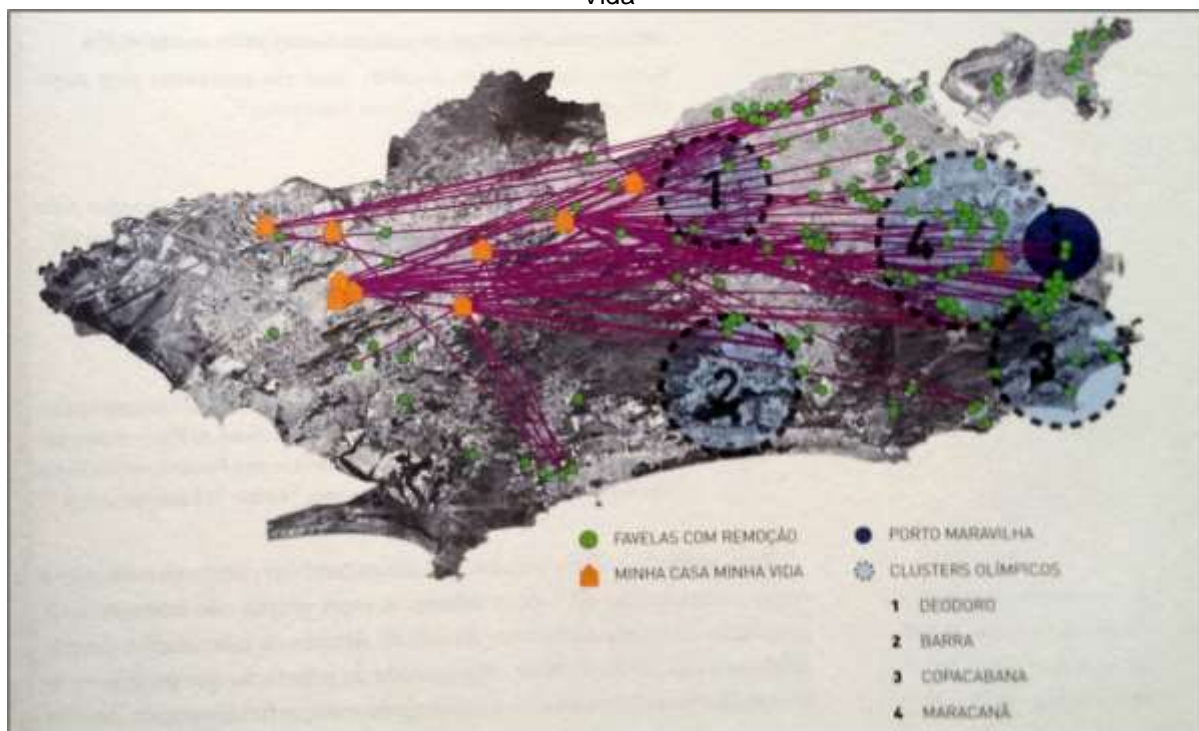 Vida
1
4
2
3
FAVELAS COM REMOÇÃO
MINHA CASA MINHA VIDA
PORTO MARAVILHA
CLUSTERS OLÍMPICOS
1 DEODORO
2 BARRA
3 COPACABANA
4 MARACANÃ